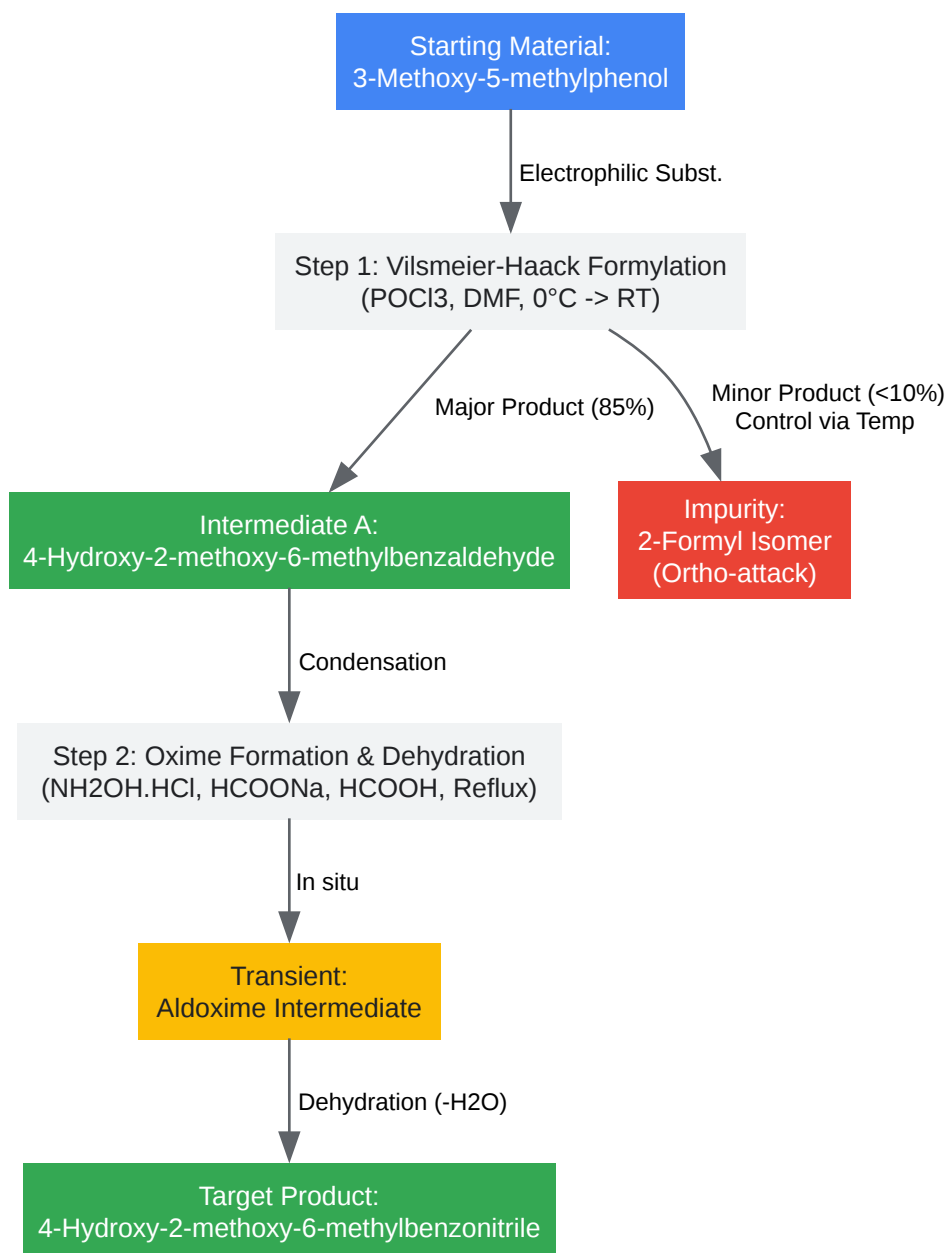 Starting Material:
3-Methoxy-5-methylphenol
Electrophilic Subst.
Step 1: Vilsmeier-Haack Formylation
(POCl3, DMF, 0°C -> RT)
Major Product (85%)
Minor Product (<10%)
Control via Temp
Intermediate A:
4-Hydroxy-2-methoxy-6-methylbenzaldehyde
Impurity:
2-Formyl Isomer
(Ortho-attack)
Condensation
Step 2: Oxime Formation & Dehydration
(NH2OH.HCl, HCOONa, HCOOH, Reflux)
In situ
Transient:
Aldoxime Intermediate
Dehydration (-H2O)
Target Product:
4-Hydroxy-2-methoxy-6-methylbenzonitrile